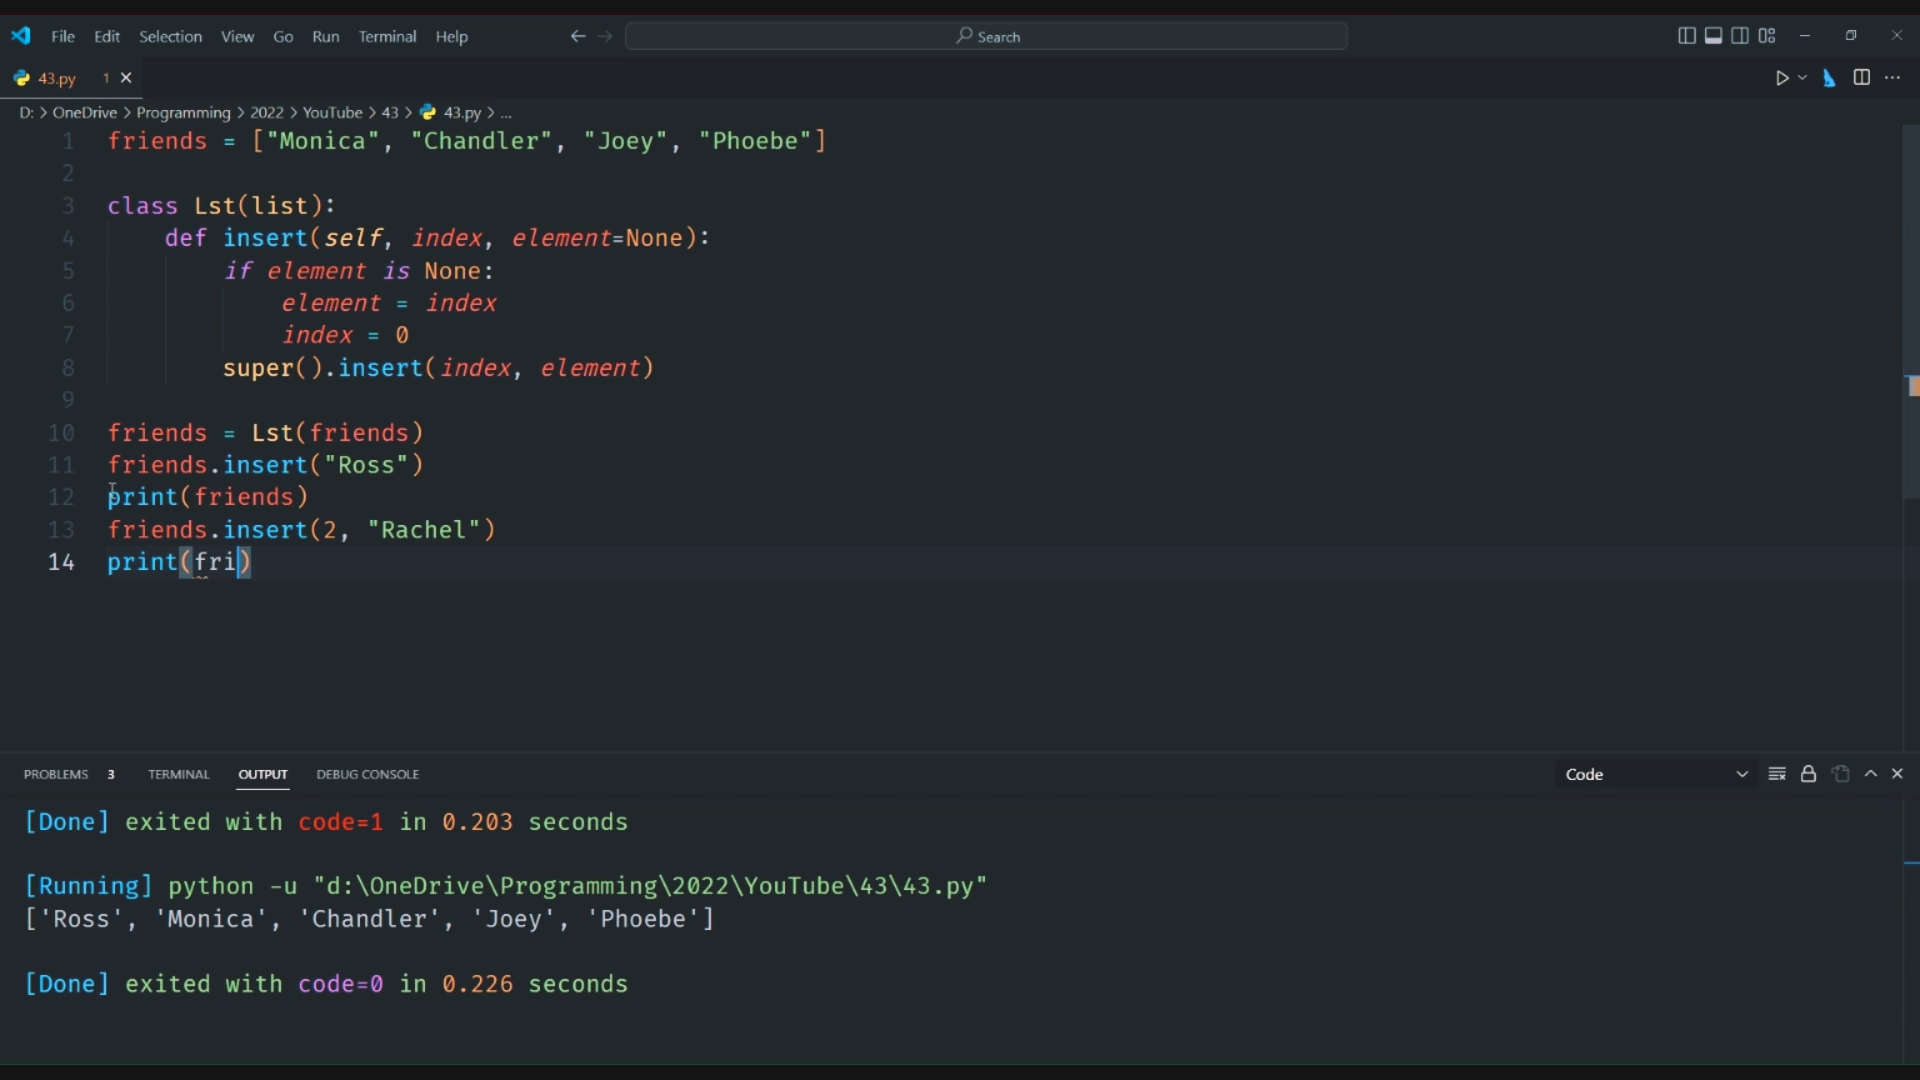 File Edit Selection View Go Run Terminal Help Search
43.py 1
D: > OneDrive > Programming > 2022 > YouTube > 43 > 43.py > ...
1 friends = ["Monica", "Chandler", "Joey", "Phoebe"]
2
3 class Lst(list):
4 def insert(self, index, element=None):
5 if element is None:
6 element = index
7 index = 0
8 super().insert(index, element)
9
10 friends = Lst(friends)
11 friends.insert("Ross")
12 print(friends)
13 friends.insert(2, "Rachel")
14 print(fri)
PROBLEMS 3 TERMINAL OUTPUT DEBUG CONSOLE Code
[Done] exited with code=1 in 0.203 seconds
[Running] python -u "d:\OneDrive\Programming\2022\YouTube\43\43.py"
['Ross', 'Monica', 'Chandler', 'Joey', 'Phoebe']
[Done] exited with code=0 in 0.226 seconds